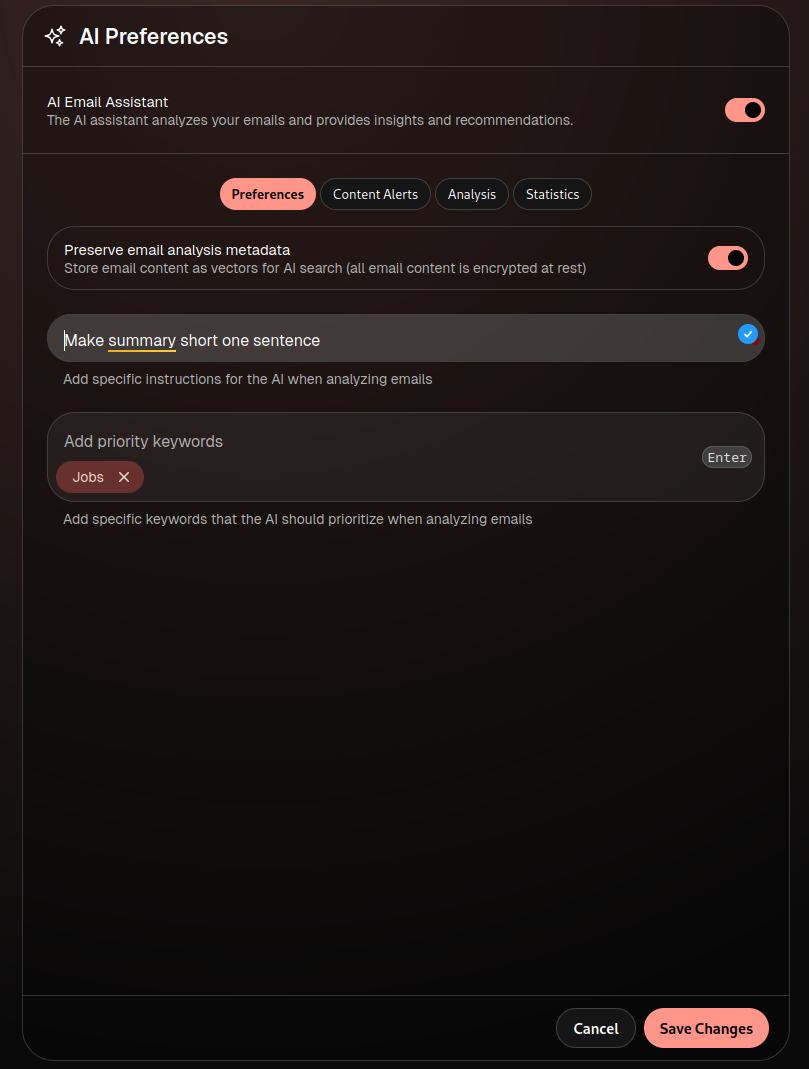 AI Preferences
AI Email Assistant
The AI assistant analyzes your emails and provides insights and recommendations.
Preferences
Content Alerts
Analysis
Statistics
Preserve email analysis metadata
Store email content as vectors for AI search (all email content is encrypted at rest)
Make summary short one sentence
Add specific instructions for the AI when analyzing emails
Add priority keywords
Enter
Jobs
Add specific keywords that the AI should prioritize when analyzing emails
Cancel
Save Changes